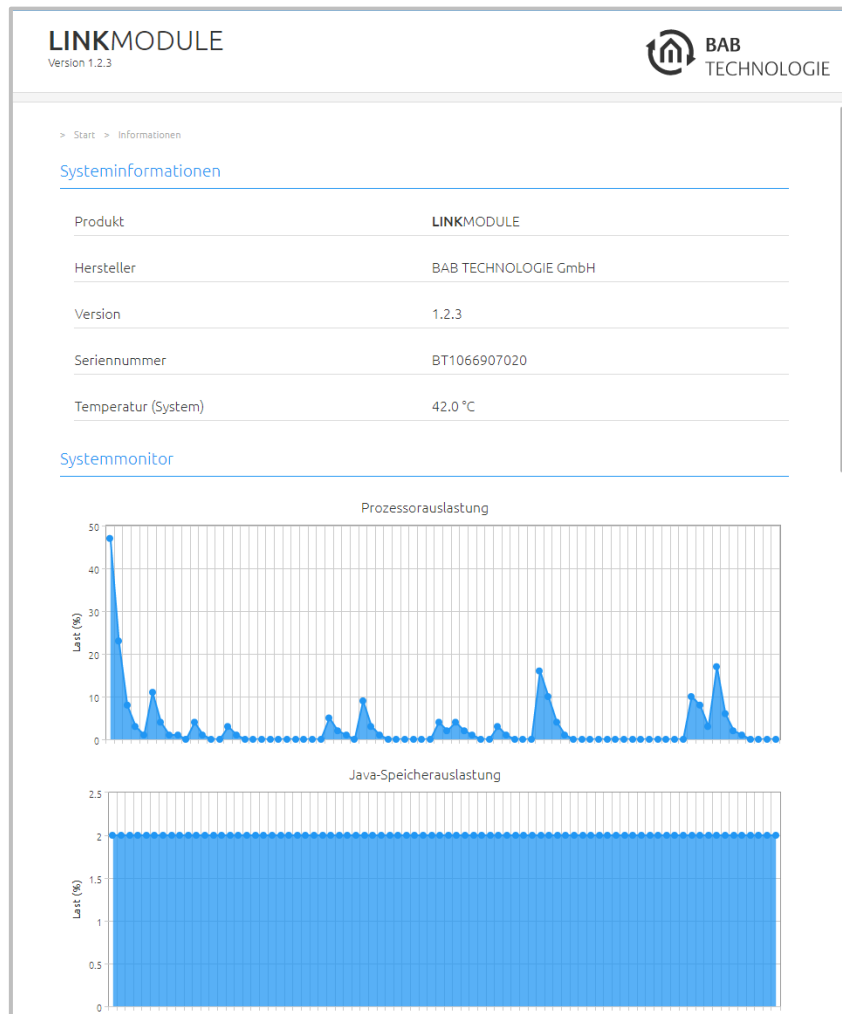 LINKMODULE
Version 1.2.3
BAB
TECHNOLOGIE
> Start > Informationen
Systeminformationen
Produkt LINKMODULE
Hersteller BAB TECHNOLOGIE GmbH
Version 1.2.3
Seriennummer BT1066907020
Temperatur (System) 42.0 °C
Systemmonitor
Prozessorauslastung
50
40
30
20
10
0
Last (%)
Java-Speicherauslastung
2.5
2
1.5
1
0.5
0
Last (%)